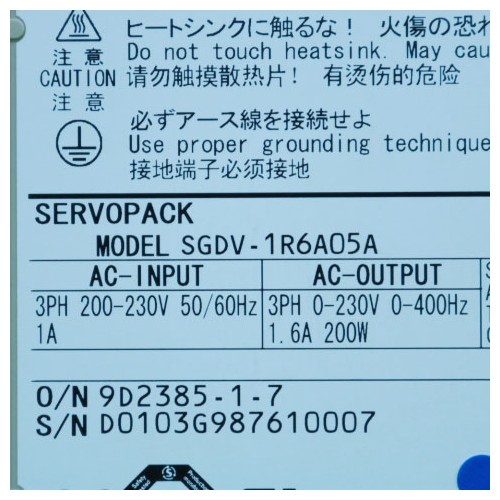 ヒートシンクに触るな! 火傷の恐れ
注意 Do not touch heatsink. May cau
CAUTION 请勿触摸散热片! 有烫伤的危险
注意
必ずアース線を接続せよ
Use proper grounding technique
接地端子必须接地
SERVOPACK
MODEL SGDV-1R6A05A
AC-INPUT AC-OUTPUT
3PH 200-230V 50/60Hz 3PH 0-230V 0-400Hz
1A 1.6A 200W
O/N 9D2385-1-7
S/N D0103G987610007